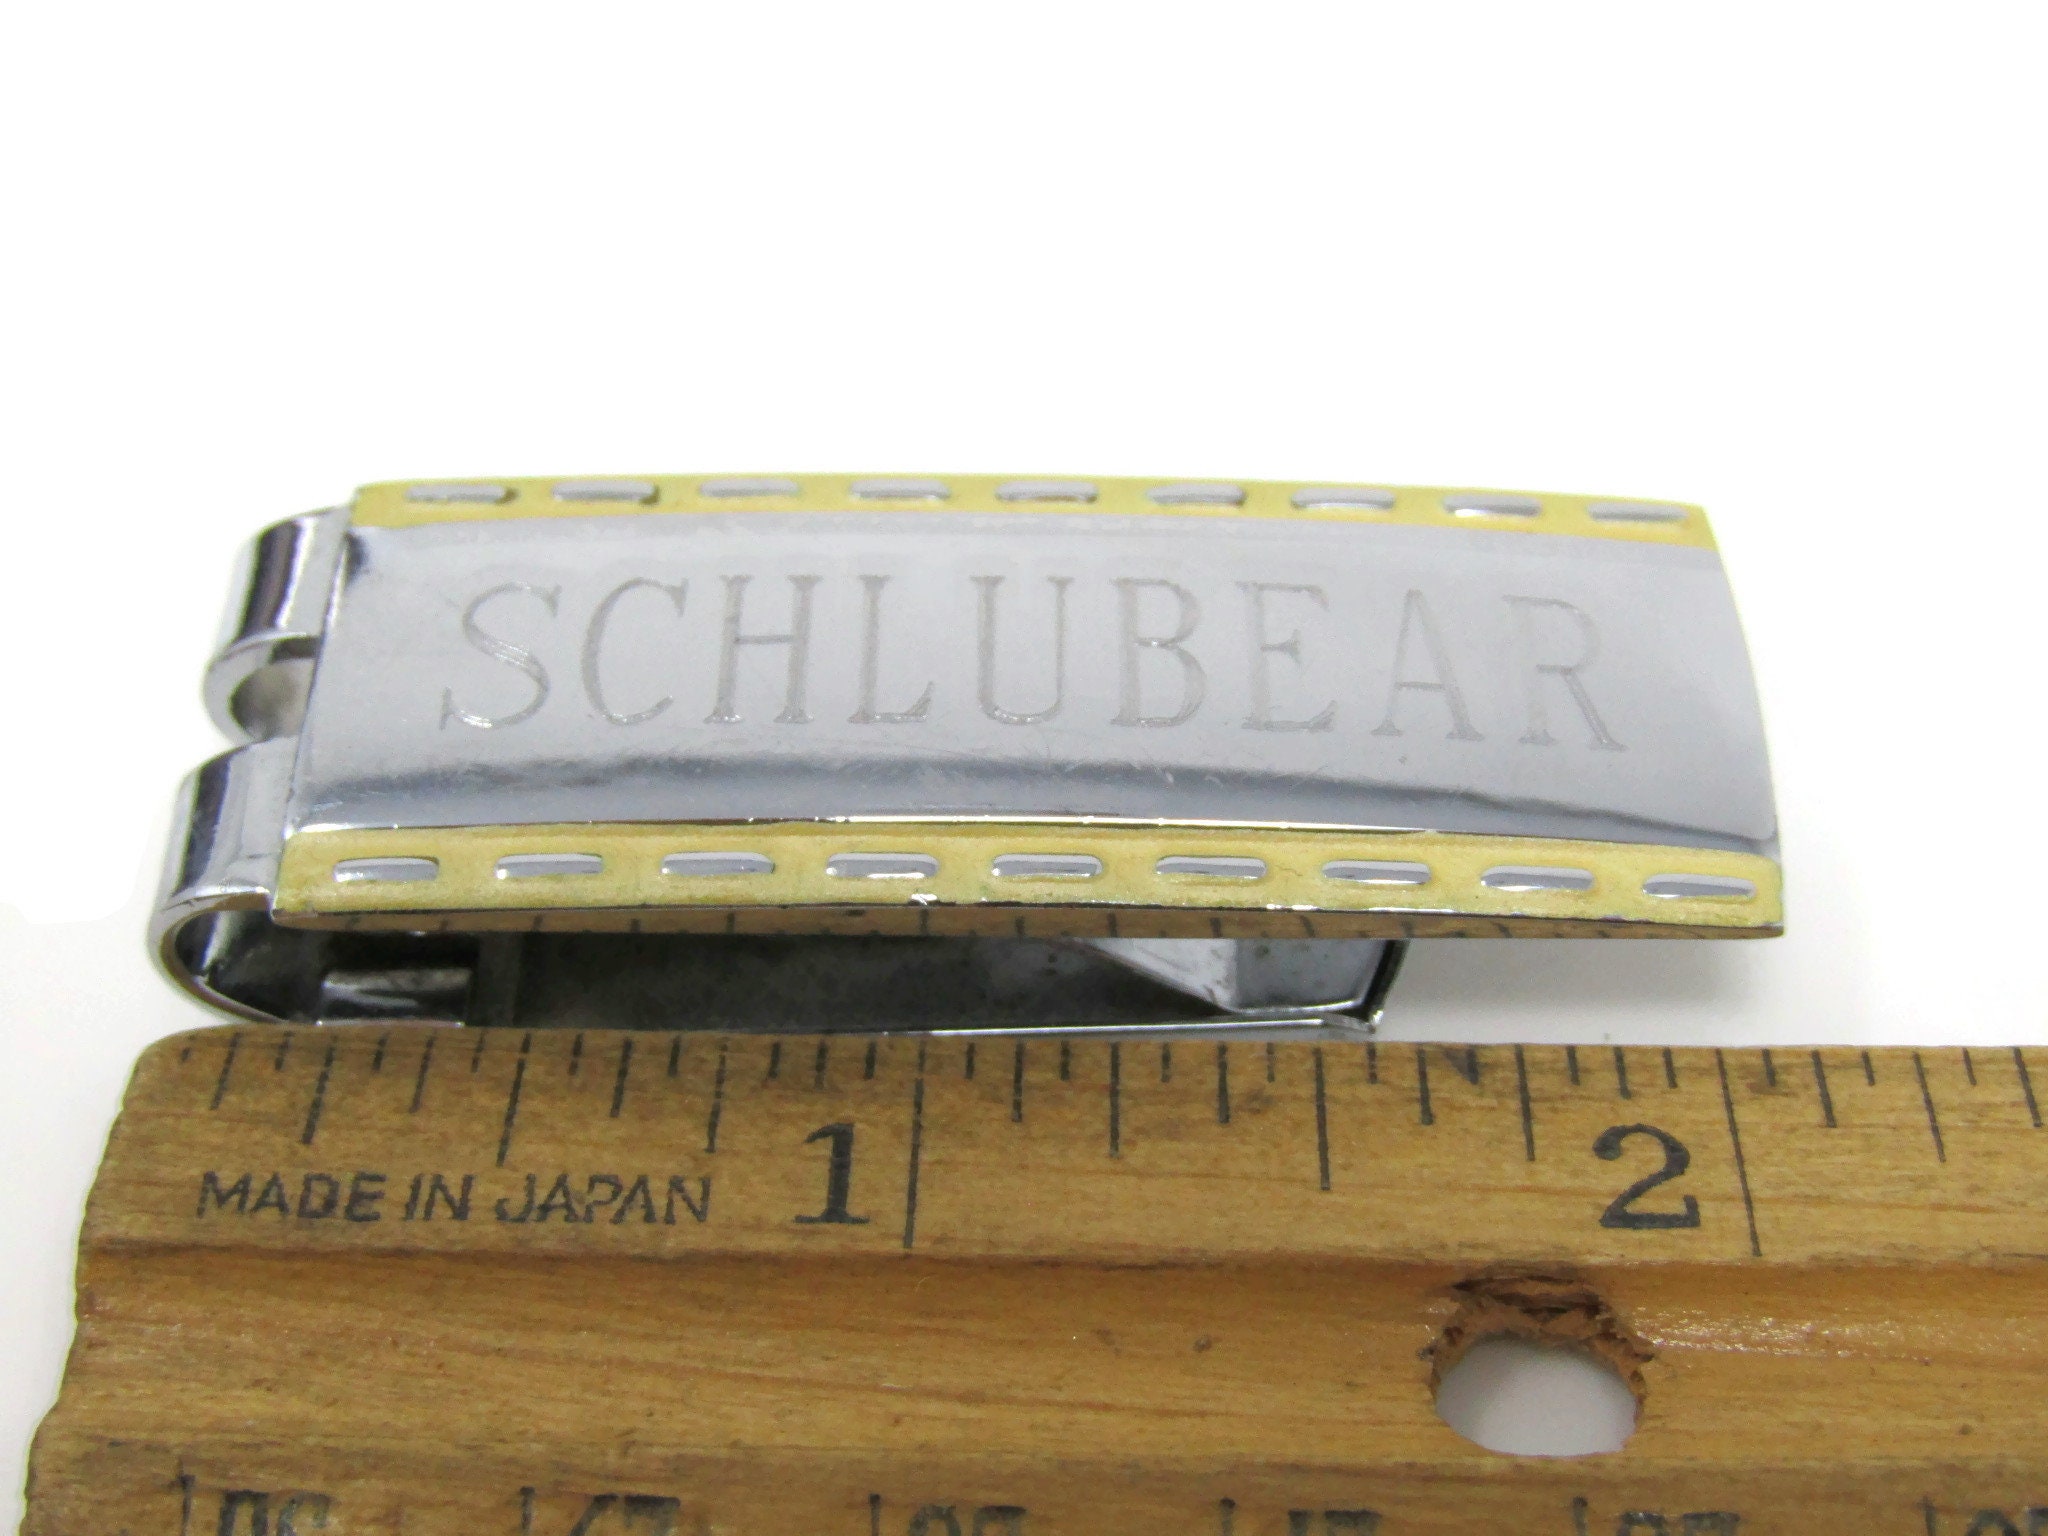 SCHLUBEAR
MADE IN JAPAN
1
2